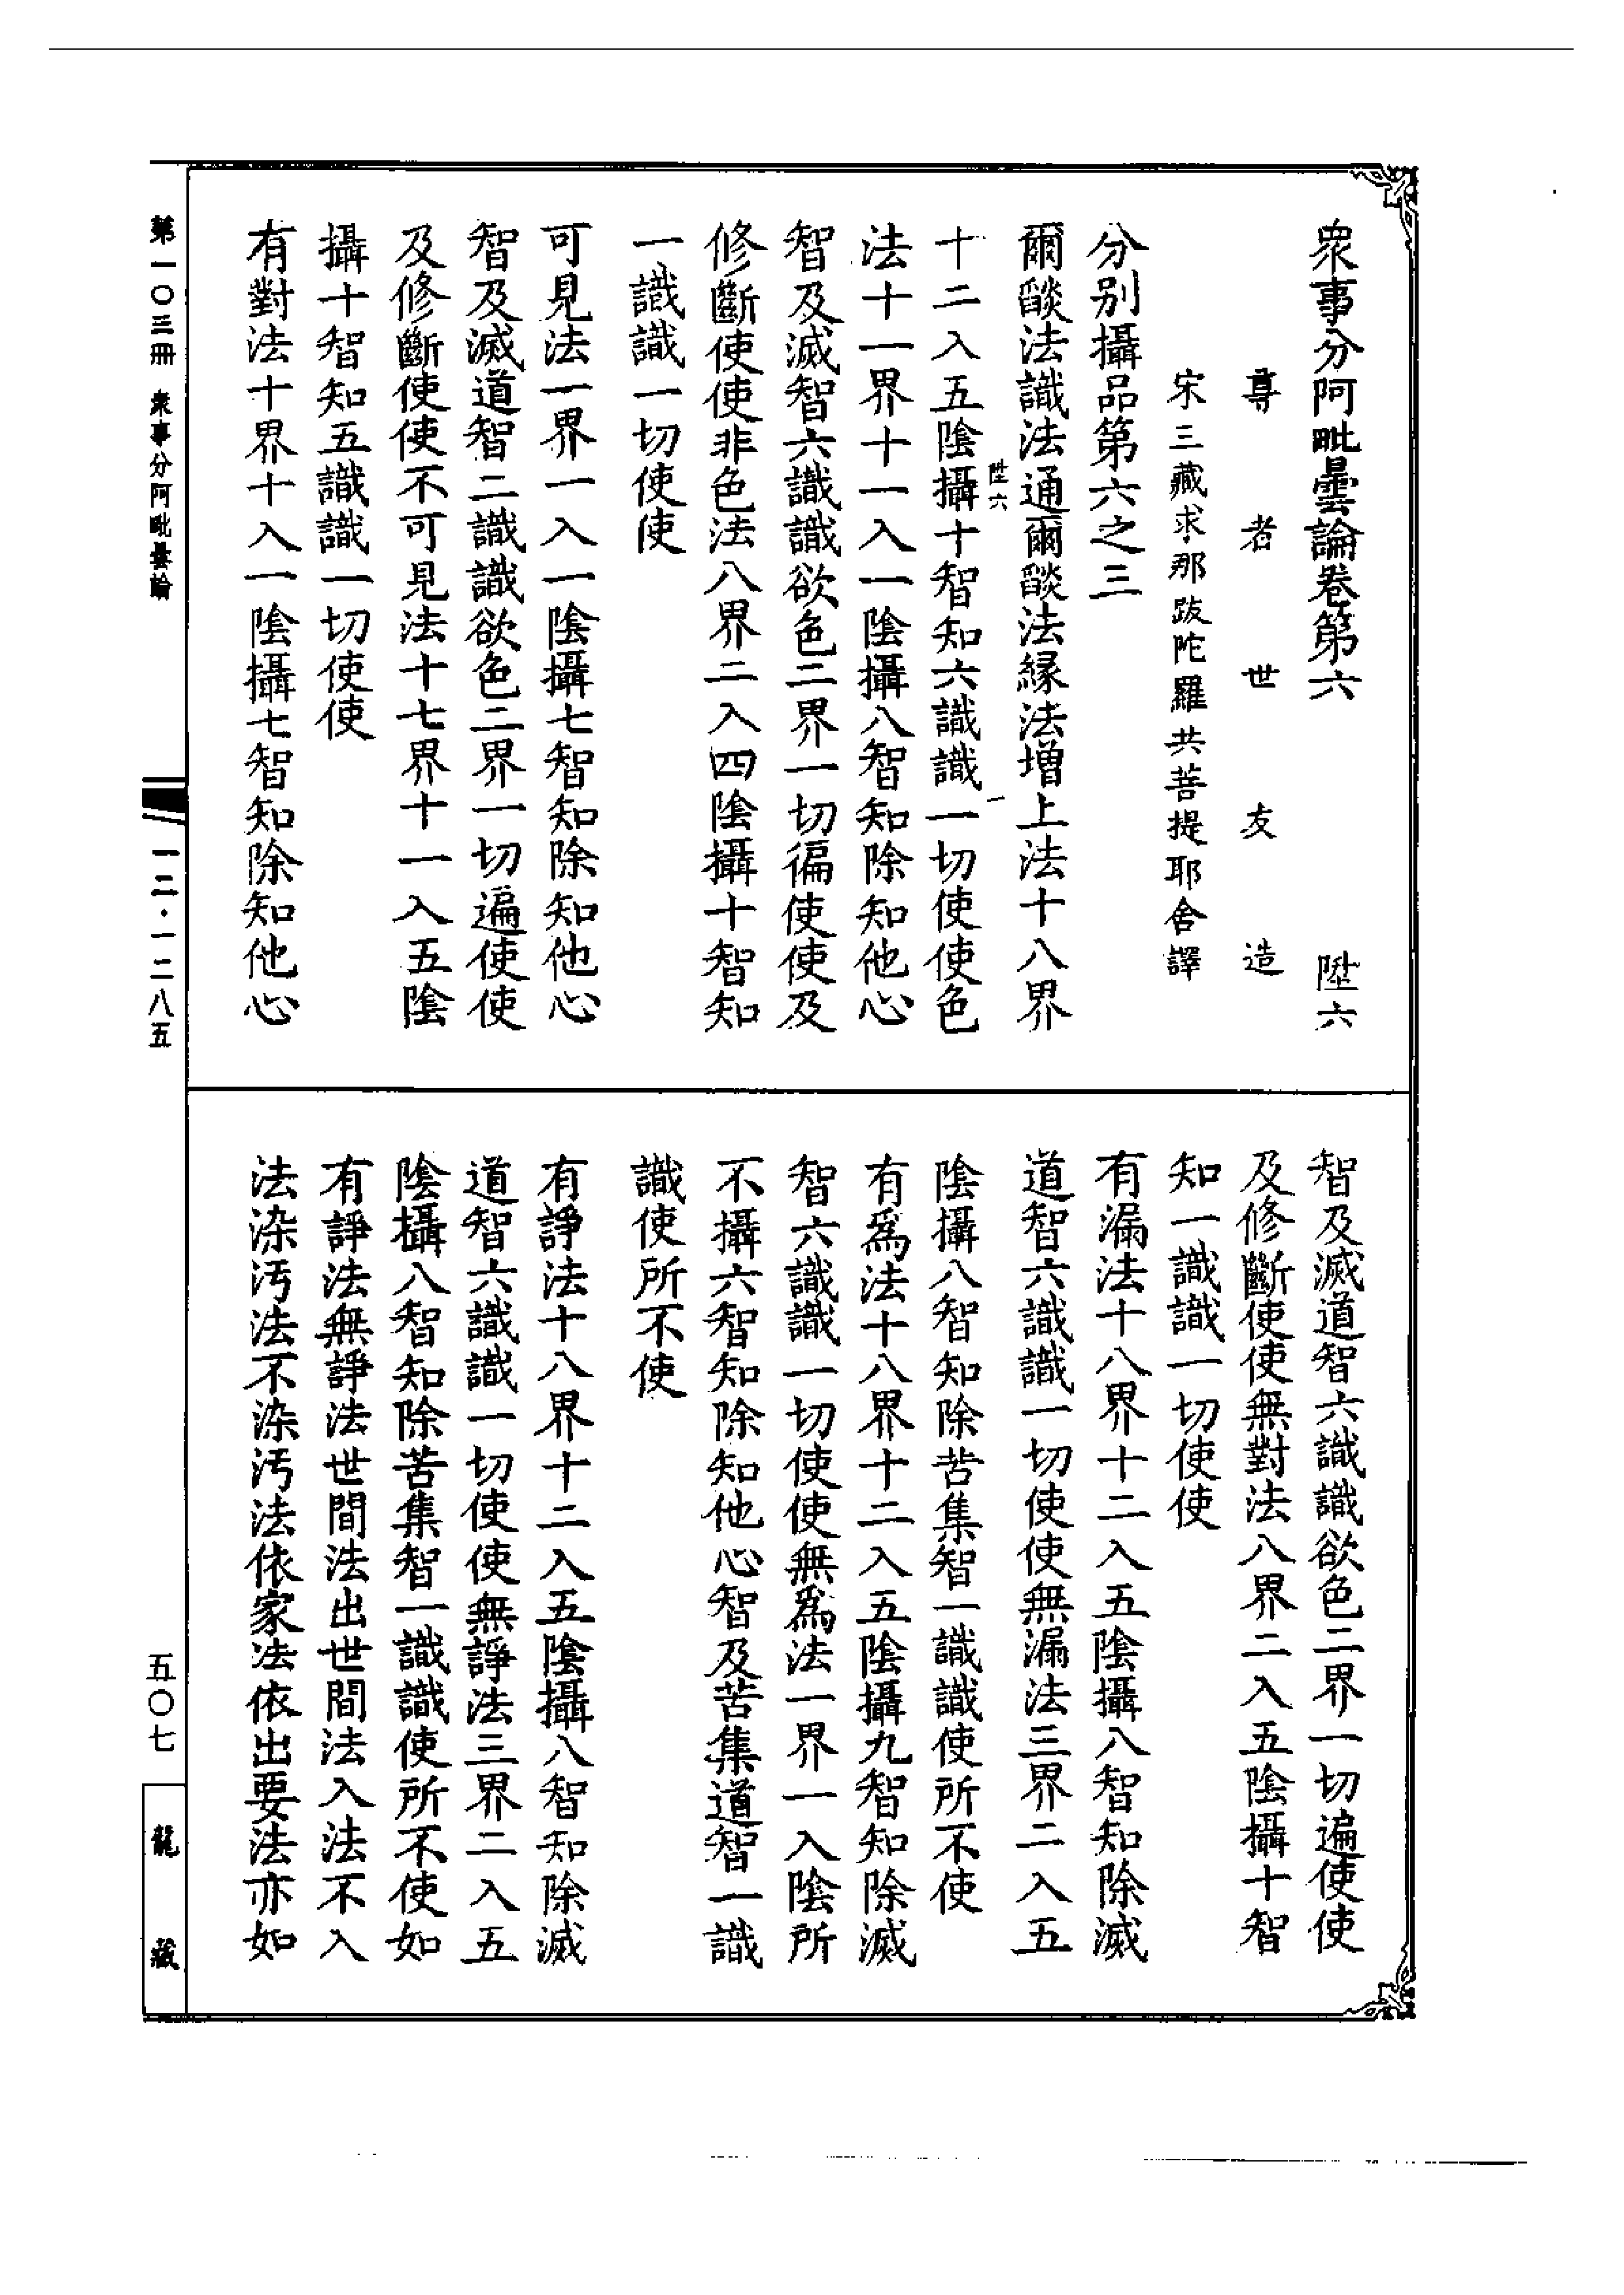 衆事分阿毗曇論卷第六　陞六
尊者世友造
宋三藏求那跋陀羅共菩提耶舍譯
分别攝品第六之三
爾𦦨法識法通爾𦦨法緣法增上法十八界
十二入五陰攝十智知六識識一切使使色
陞六　一
法十一界十一入一陰攝八智知除知他心
智及滅智六識識欲色二界一切徧使使及
修斷使使非色法八界二入四陰攝十智知
一識識一切使使
可見法一界一入一陰攝七智知除知他心
智及滅道智二識識欲色二界一切遍使使
及修斷使使不可見法十七界十一入五陰
攝十智知五識識一切使使
有對法十界十入一陰攝七智知除知他心
智及滅道智六識識欲色二界一切遍使使
及修斷使使無對法八界二入五陰攝十智
知一識識一切使使
有漏法十八界十二入五陰攝八智知除滅
道智六識識一切使使無漏法三界二入五
陰攝八智知除苦集智一識識使所不使
有爲法十八界十二入五陰攝九智知除滅
智六識識一切使使無爲法一界一入陰所
不攝六智知除知他心智及苦集道智一識
識使所不使
有諍法十八界十二入五陰攝八智知除滅
道智六識識一切使使無諍法三界二入五
陰攝八智知除苦集智一識識使所不使如
有諍法無諍法世間法出世間法入法不入
法染汚法不染汚法依家法依出要法亦如
第一〇三冊　衆事分阿毗曇論　一二·一二八五　五〇七　龍藏